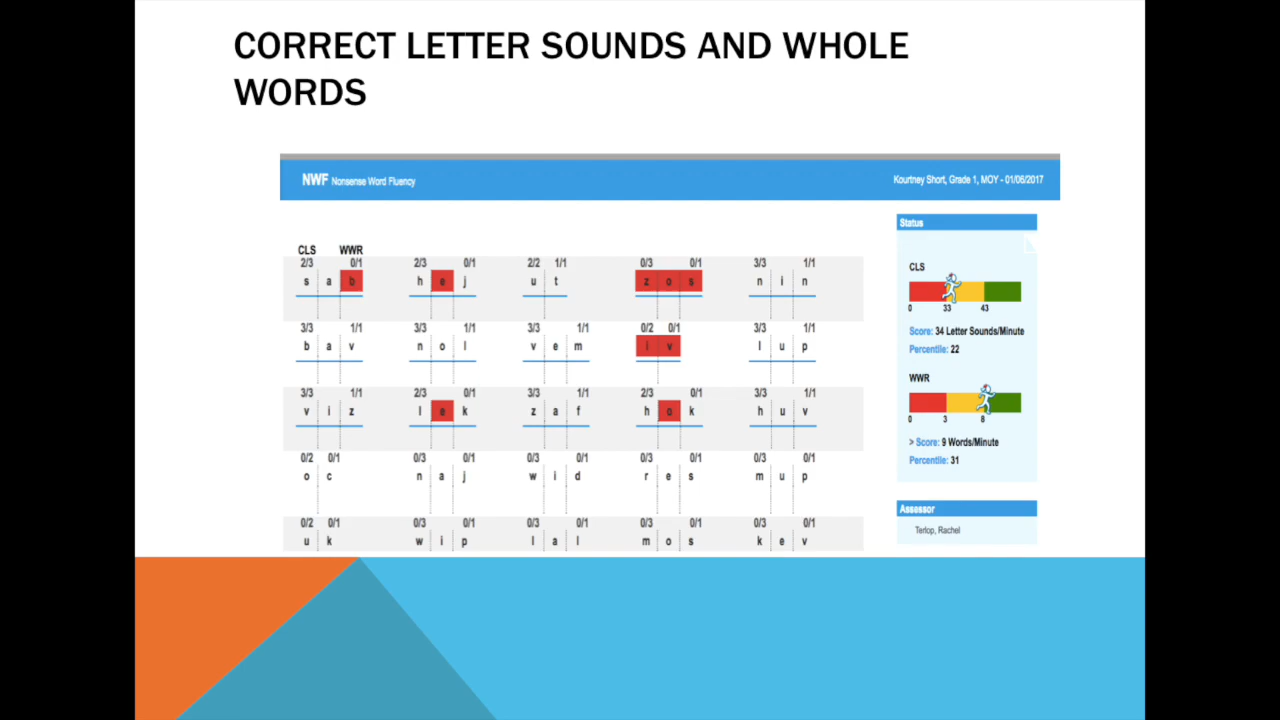 CORRECT LETTER SOUNDS AND WHOLE
WORDS
NWF Nonsense Word Fluency
Kourtney Short, Grade 1, MOY - 01/06/2017
CLS WWR
2/3 0/1 2/3 0/1 2/2 1/1 0/3 0/1 3/3 1/1
s a b h e j u t z o s n i n
3/3 1/1 3/3 1/1 3/3 1/1 0/2 0/1 3/3 1/1
b a v n o l v e m i v l u p
3/3 1/1 2/3 0/1 3/3 1/1 2/3 0/1 3/3 1/1
v i z l e k z a f h o k h u v
0/2 0/1 0/3 0/1 0/3 0/1 0/3 0/1 0/3 0/1
o c n a j w i d r e s m u p
0/2 0/1 0/3 0/1 0/3 0/1 0/3 0/1 0/3 0/1
u k w i p l a l m o s k e v
Status
CLS
0 33 43
Score: 34 Letter Sounds/Minute
Percentile: 22
WWR
0 3 8
> Score: 9 Words/Minute
Percentile: 31
Assessor
Terlop, Rachel